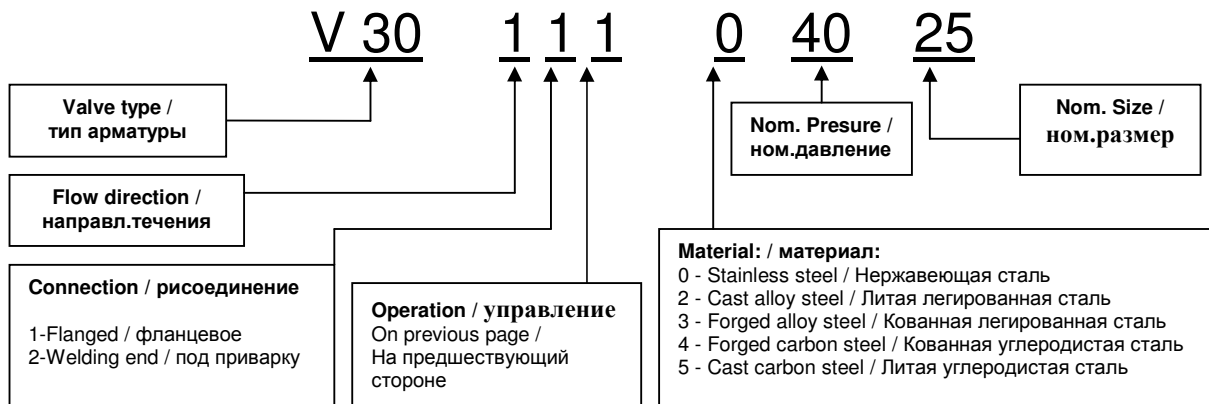 V 30 1 1 1 0 40 25
Valve type /
тип арматуры
Nom. Presure /
ном.давление
Nom. Size /
ном.размер
Flow direction /
направл.течения
Connection / рисоединение
1-Flanged / фланцевое
2-Welding end / под приварку
Operation / управление
On previous page /
На предшествующий
стороне
Material: / материал:
0 - Stainless steel / Нержавеющая сталь
2 - Cast alloy steel / Литая легированная сталь
3 - Forged alloy steel / Кованная легированная сталь
4 - Forged carbon steel / Кованная углеродистая сталь
5 - Cast carbon steel / Литая углеродистая сталь